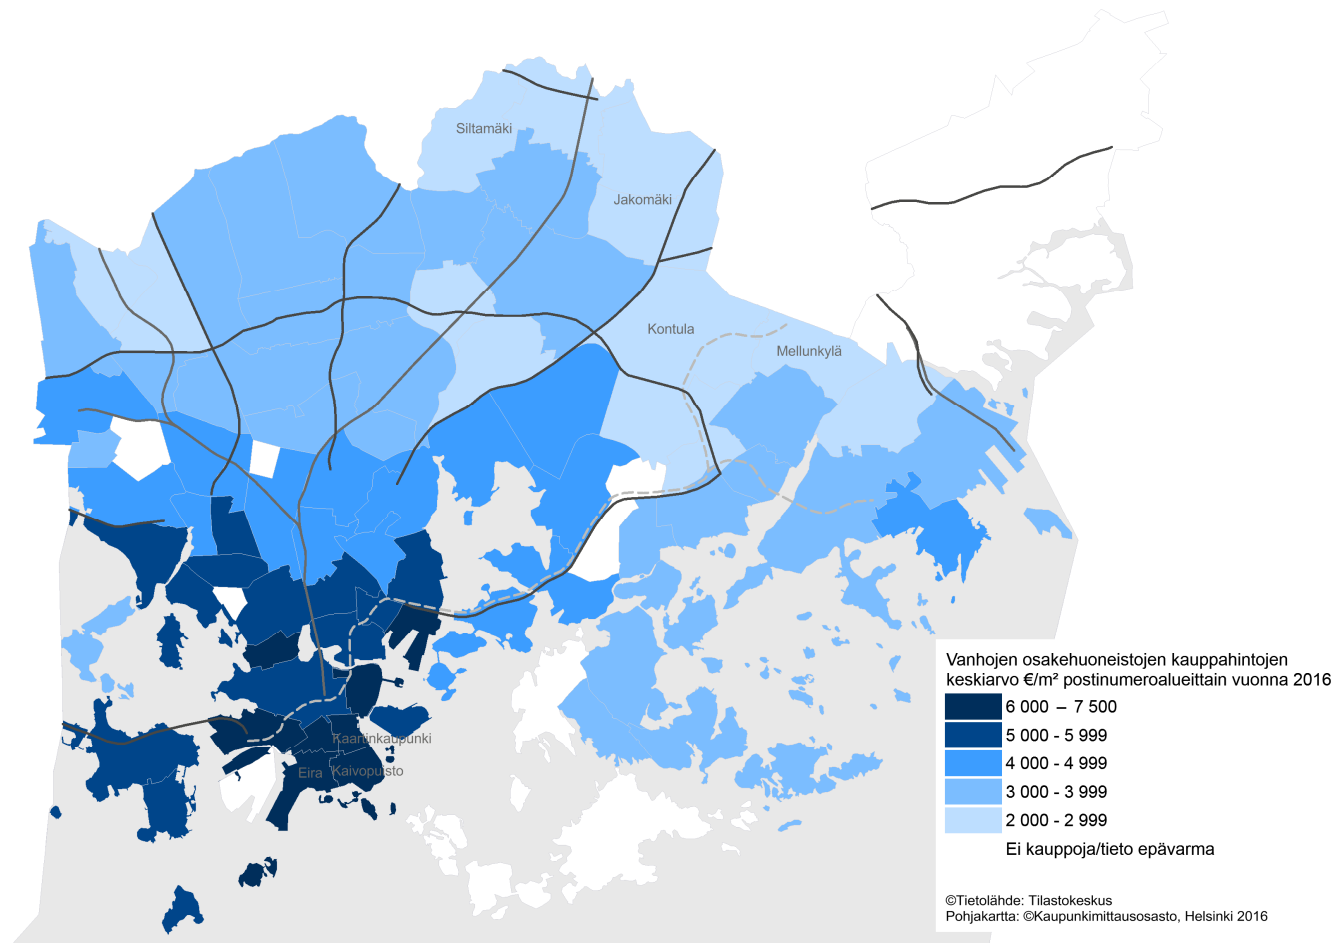 Siltamäki
Jakomäki
Kontula
Mellunkylä
Kaartinkaupunki
Eira
Kaivopuisto
Vanhojen osakehuoneistojen kauppahintojen
keskiarvo €/m² postinumeroalueittain vuonna 2016
6 000 – 7 500
5 000 - 5 999
4 000 - 4 999
3 000 - 3 999
2 000 - 2 999
Ei kauppoja/tieto epävarma
©Tietolähde: Tilastokeskus
Pohjakartta: ©Kaupunkimittausosasto, Helsinki 2016